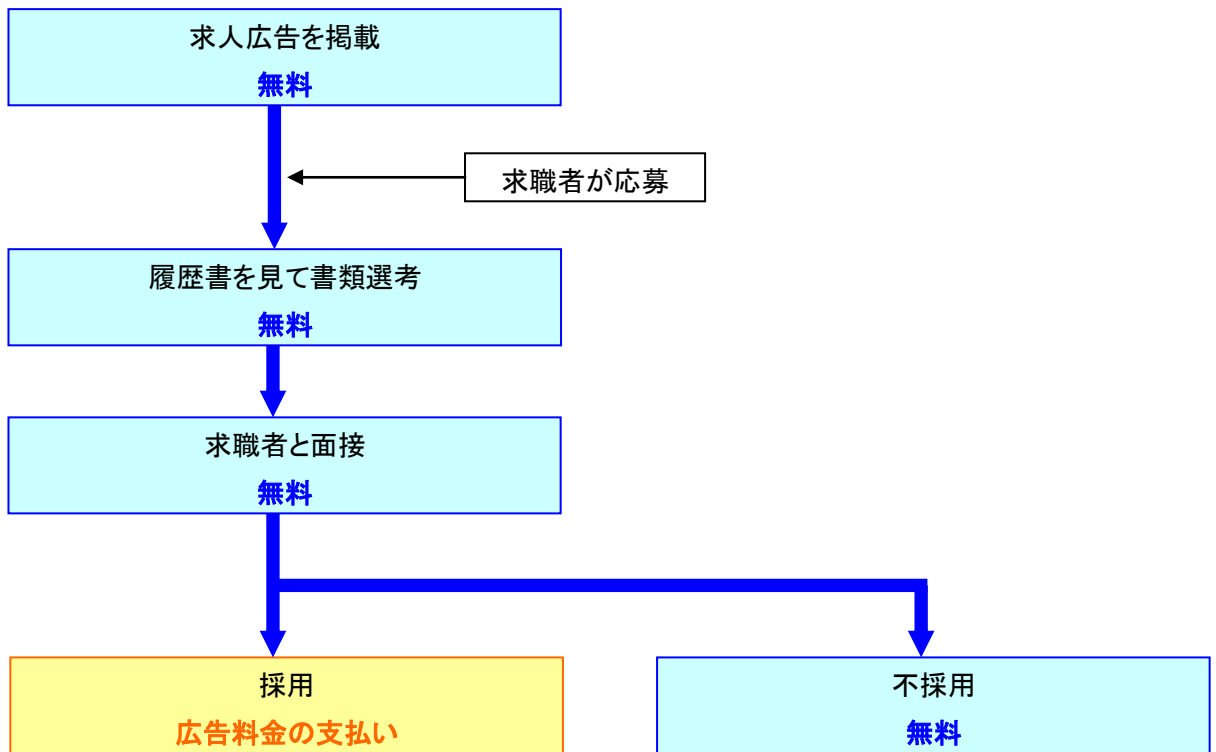 求人広告を掲載
無料
求職者が応募
履歴書を見て書類選考
無料
求職者と面接
無料
採用
広告料金の支払い
不採用
無料